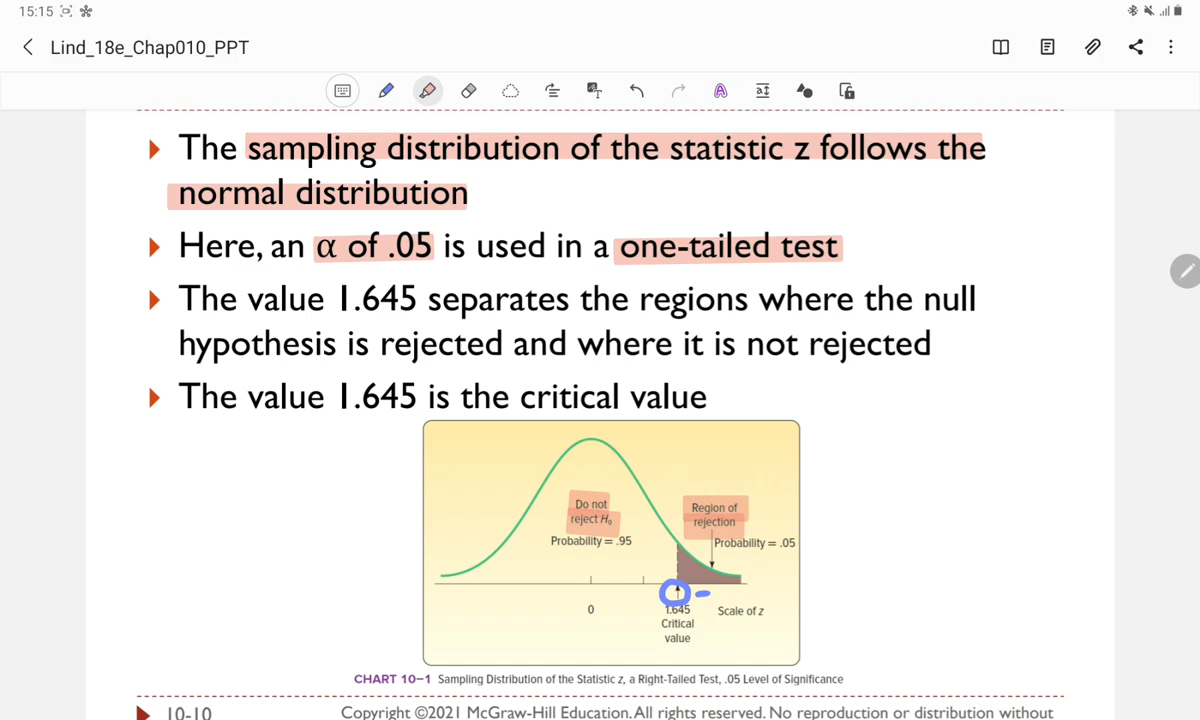 15:15
Lind_18e_Chap010_PPT
The sampling distribution of the statistic z follows the
normal distribution
Here, an α of .05 is used in a one-tailed test
The value 1.645 separates the regions where the null
hypothesis is rejected and where it is not rejected
The value 1.645 is the critical value
Do not
reject H₀
Probability = .95
Region of
rejection
Probability = .05
0
1.645
Critical
value
Scale of z
CHART 10–1 Sampling Distribution of the Statistic z, a Right-Tailed Test, .05 Level of Significance
10-10
Copyright ©2021 McGraw-Hill Education. All rights reserved. No reproduction or distribution without